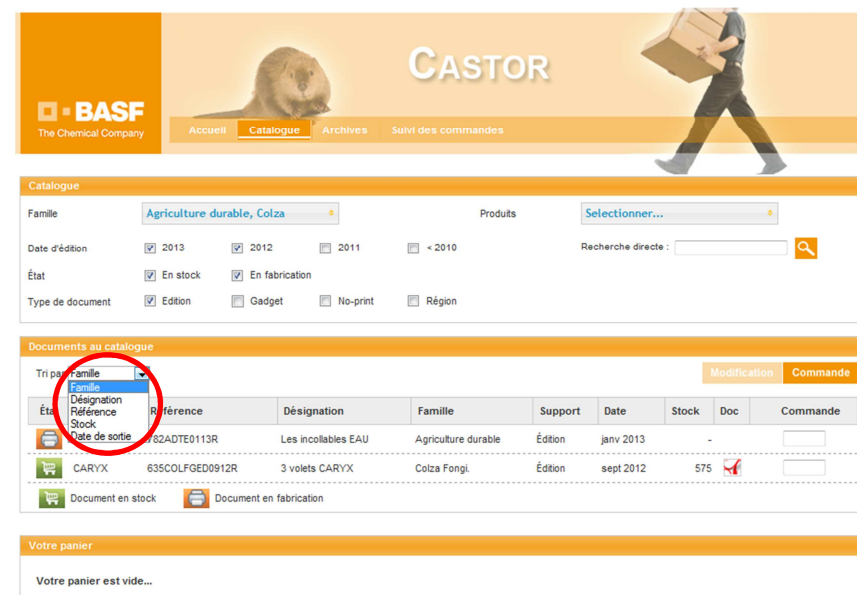 CASTOR
BASF
The Chemical Company
Accueil Catalogue Archives Suivi des commandes
Catalogue
Famille Agriculture durable, Colza Produits Selectionner...
Date d'édition 2013 2012 2011 < 2010 Recherche directe :
État En stock En fabrication
Type de document Edition Gadget No-print Région
Documents au catalogue
Tri par Famille Modification Commande
Famille
Désignation
Référence
Stock
Date de sortie
Référence Dèsignation Famille Support Date Stock Doc Commande
782ADTE0113R Les incollables EAU Agriculture durable Édition janv 2013 -
CARYX 635COLFGED0912R 3 volets CARYX Colza Fongi. Édition sept 2012 575
Document en stock Document en fabrication
Votre panier
Votre panier est vide...